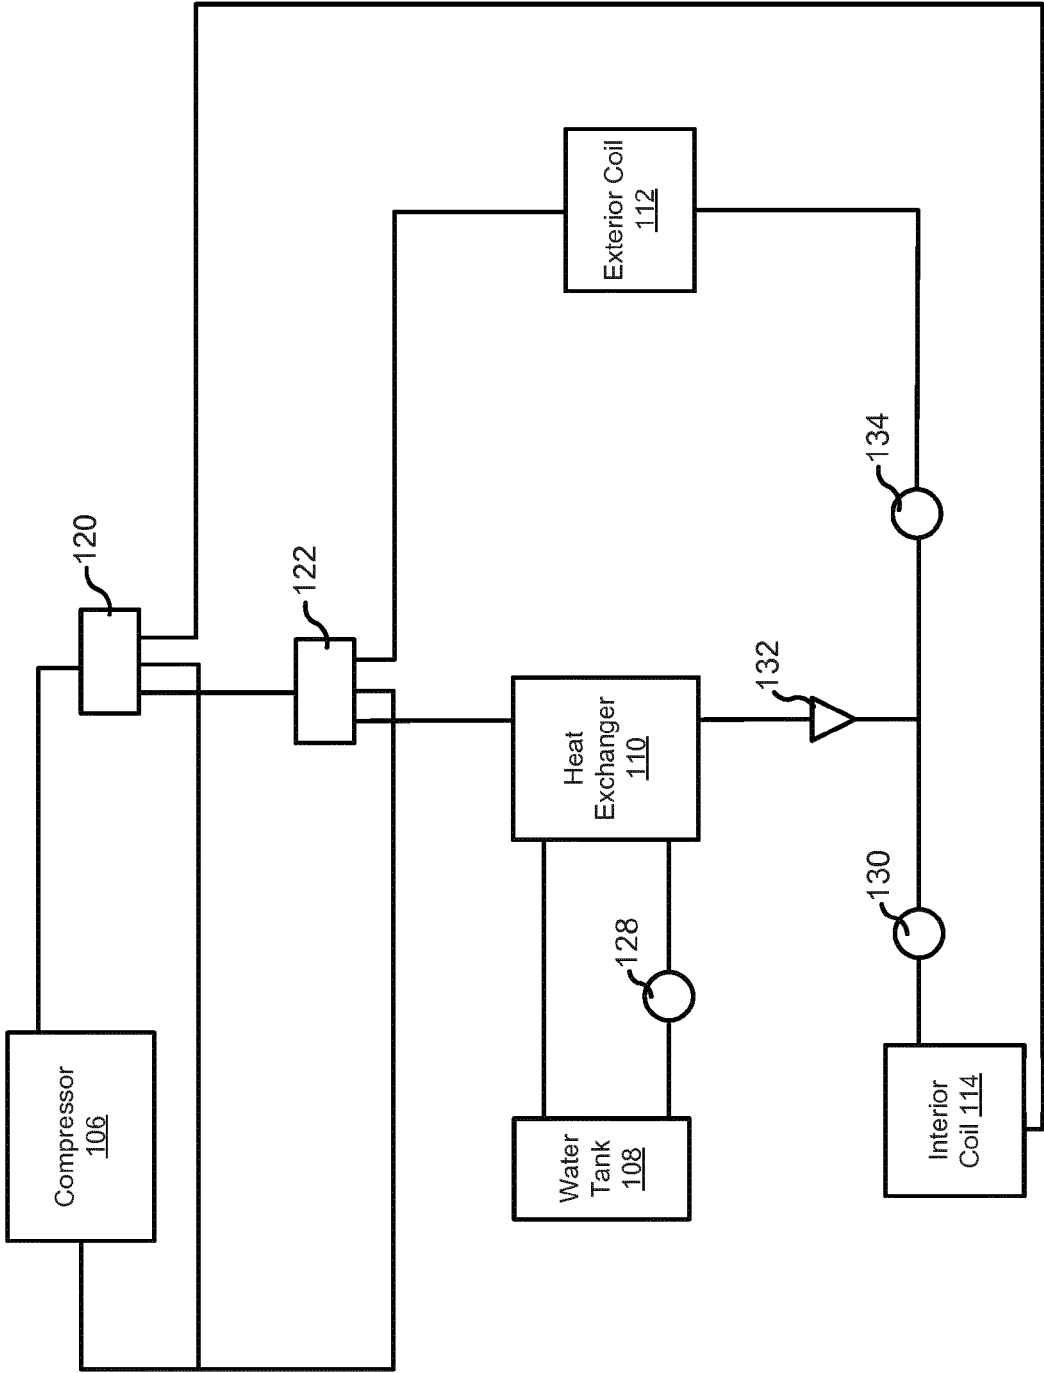 Compressor
106
120
122
Water
Tank
108
128
Heat
Exchanger
110
132
Exterior Coil
112
Interior
Coil 114
130
134